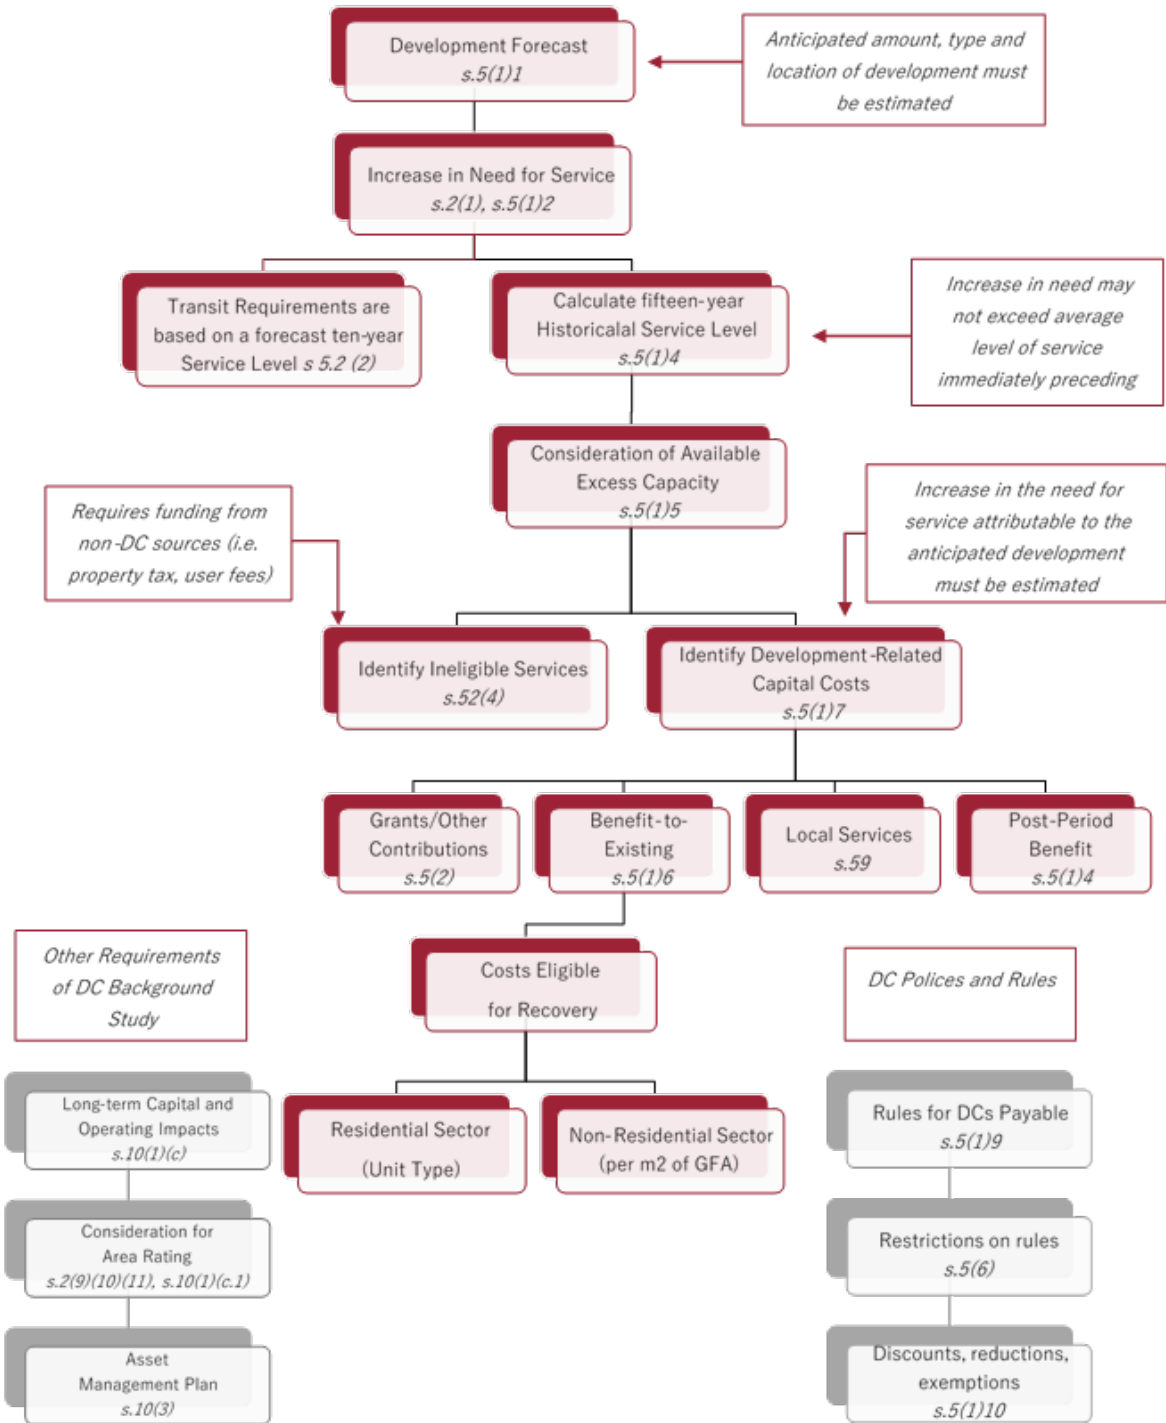 Development Forecast
s.5(1)1
Anticipated amount, type and
location of development must
be estimated
Increase in Need for Service
s.2(1), s.5(1)2
Transit Requirements are
based on a forecast ten-year
Service Level s 5.2 (2)
Calculate fifteen-year
Historicalal Service Level
s.5(1)4
Increase in need may
not exceed average
level of service
immediately preceding
Consideration of Available
Excess Capacity
s.5(1)5
Requires funding from
non-DC sources (i.e.
property tax, user fees)
Increase in the need for
service attributable to the
anticipated development
must be estimated
Identify Ineligible Services
s.52(4)
Identify Development-Related
Capital Costs
s.5(1)7
Grants/Other
Contributions
s.5(2)
Benefit-to-
Existing
s.5(1)6
Local Services
s.59
Post-Period
Benefit
s.5(1)4
Other Requirements
of DC Background
Study
Costs Eligible
for Recovery
DC Polices and Rules
Long-term Capital and
Operating Impacts
s.10(1)(c)
Residential Sector
(Unit Type)
Non-Residential Sector
(per m2 of GFA)
Rules for DCs Payable
s.5(1)9
Consideration for
Area Rating
s.2(9)(10)(11), s.10(1)(c.1)
Restrictions on rules
s.5(6)
Asset
Management Plan
s.10(3)
Discounts, reductions,
exemptions
s.5(1)10